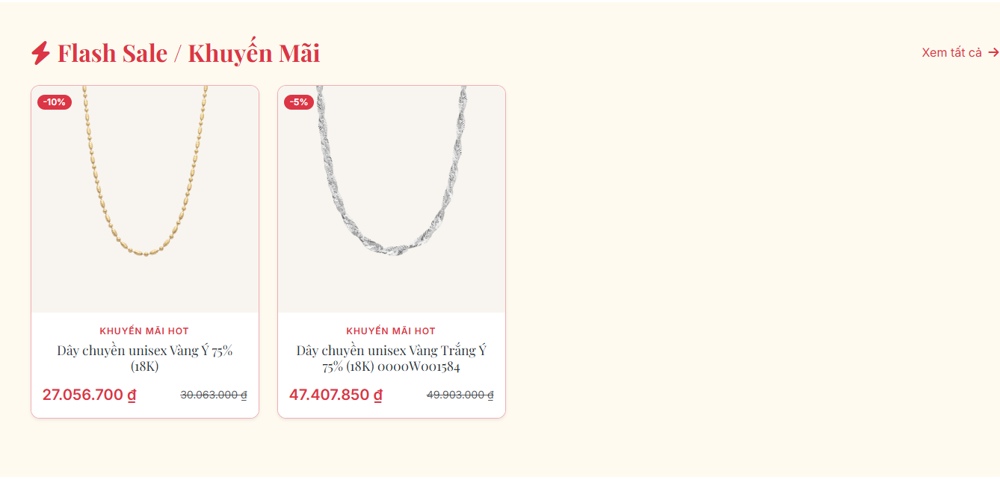 Flash Sale / Khuyến Mãi
Xem tất cả
-10%
KHUYẾN MÃI HOT
Dây chuyền unisex Vàng Ý 75%
(18K)
27.056.700 ₫
30.063.000 ₫
-5%
KHUYẾN MÃI HOT
Dây chuyền unisex Vàng Trắng Ý
75% (18K) 0000W001584
47.407.850 ₫
49.903.000 ₫